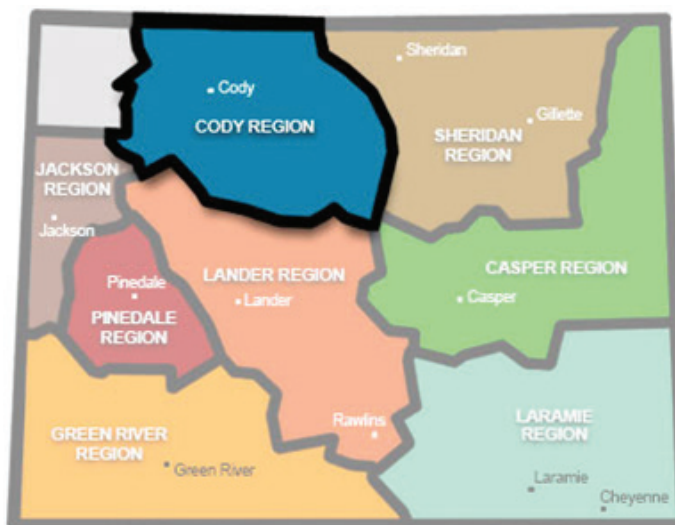 Sheridan
Cody
CODY REGION
Gillette
SHERIDAN
REGION
JACKSON
REGION
Jackson
LANDER REGION
Lander
CASPER REGION
Casper
Pinedale
PINEDALE
REGION
Rawlins
LARAMIE
REGION
GREEN RIVER
REGION
Green River
Laramie
Cheyenne